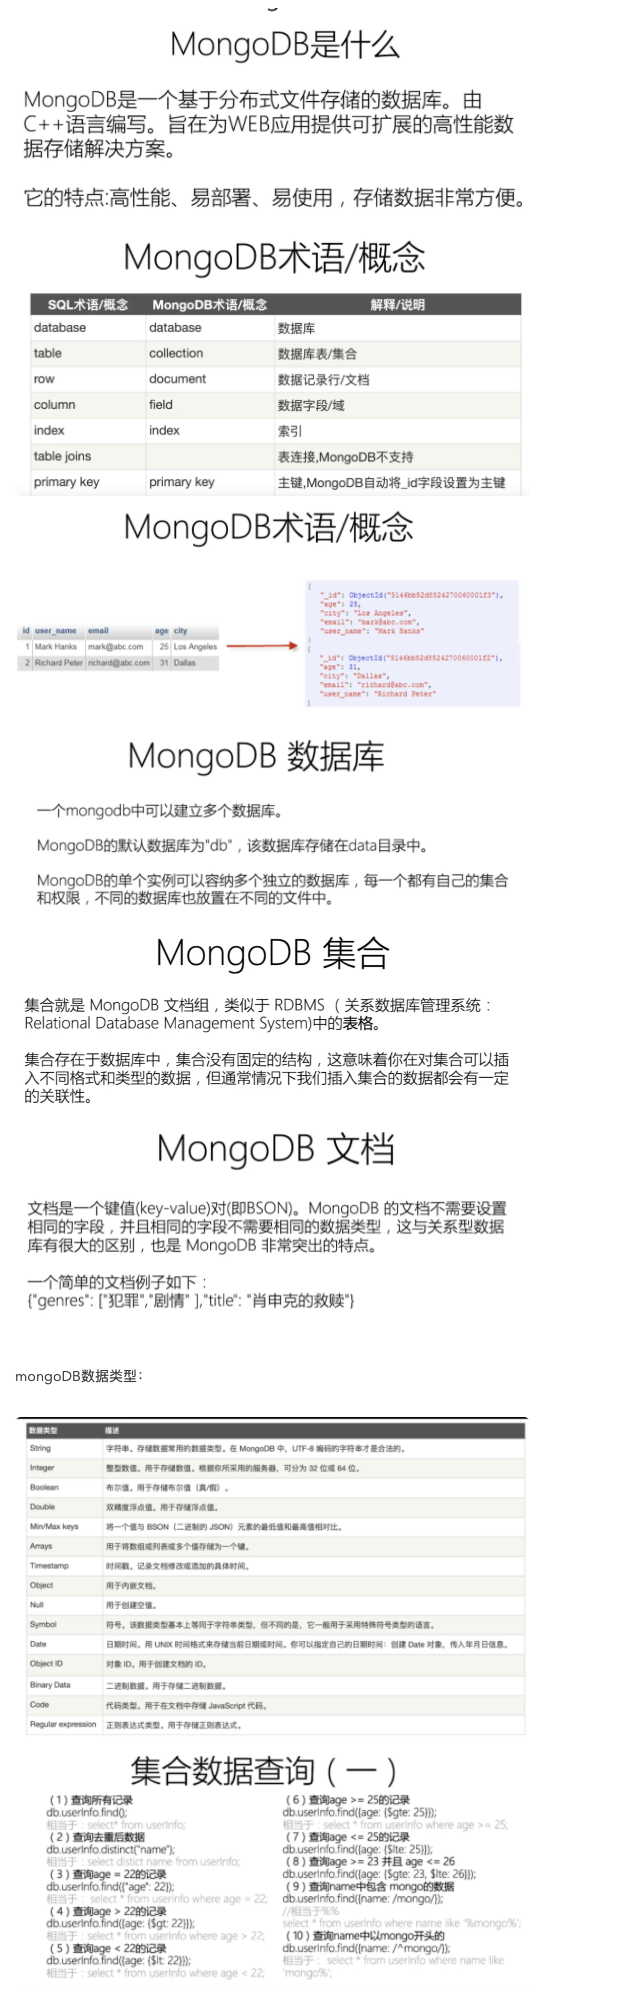 MongoDB是什么
MongoDB是一个基于分布式文件存储的数据库。由
C++语言编写。旨在为WEB应用提供可扩展的高性能数
据存储解决方案。
它的特点:高性能、易部署、易使用，存储数据非常方便。
MongoDB术语/概念
SQL术语/概念 MongoDB术语/概念 解释/说明
database database 数据库
table collection 数据库表/集合
row document 数据记录行/文档
column field 数据字段/域
index index 索引
table joins 表连接,MongoDB不支持
primary key primary key 主键,MongoDB自动将_id字段设置为主键
MongoDB术语/概念
id user_name email age city
1 Mark Hanks mark@abc.com 25 Los Angeles
2 Richard Peter richard@abc.com 31 Dallas
{
"_id": ObjectId("5146bb52d8524270060001f3"),
"age": 25,
"city": "Los Angeles",
"email": "mark@abc.com",
"user_name": "Mark Hanks"
}
{
"_id": ObjectId("5146bb52d8524270060001f2"),
"age": 31,
"city": "Dallas",
"email": "richard@abc.com",
"user_name": "Richard Peter"
}
MongoDB 数据库
一个mongodb中可以建立多个数据库。
MongoDB的默认数据库为"db"，该数据库存储在data目录中。
MongoDB的单个实例可以容纳多个独立的数据库，每一个都有自己的集合
和权限，不同的数据库也放置在不同的文件中。
MongoDB 集合
集合就是 MongoDB 文档组，类似于 RDBMS （ 关系数据库管理系统：
Relational Database Management System)中的表格。
集合存在于数据库中，集合没有固定的结构，这意味着你在对集合可以插
入不同格式和类型的数据，但通常情况下我们插入集合的数据都会有一定
的关联性。
MongoDB 文档
文档是一个键值(key-value)对(即BSON)。MongoDB 的文档不需要设置
相同的字段，并且相同的字段不需要相同的数据类型，这与关系型数据
库有很大的区别，也是 MongoDB 非常突出的特点。
一个简单的文档例子如下：
{"genres": ["犯罪","剧情" ],"title": "肖申克的救赎"}
mongoDB数据类型：
数据类型 描述
String 字符串。存储数据常用的数据类型。在 MongoDB 中，UTF-8 编码的字符串才是合法的。
Integer 整型数值。用于存储数值。根据你所采用的服务器，可分为 32 位或 64 位。
Boolean 布尔值。用于存储布尔值（真/假）。
Double 双精度浮点值。用于存储浮点值。
Min/Max keys 将一个值与 BSON（二进制的 JSON）元素的最低值和最高值相对比。
Arrays 用于将数组或列表或多个值存储为一个键。
Timestamp 时间戳。记录文档修改或添加的具体时间。
Object 用于内嵌文档。
Null 用于创建空值。
Symbol 符号。该数据类型基本上等同于字符串类型，但不同的是，它一般用于采用特殊符号类型的语言。
Date 日期时间。用 UNIX 时间格式来存储当前日期或时间。你可以指定自己的日期时间：创建 Date 对象，传入年月日信息。
Object ID 对象 ID。用于创建文档的 ID。
Binary Data 二进制数据。用于存储二进制数据。
Code 代码类型。用于在文档中存储 JavaScript 代码。
Regular expression 正则表达式类型。用于存储正则表达式。
集合数据查询（一）
（1）查询所有记录
db.userInfo.find();
相当于：select* from userInfo;
（2）查询去重后数据
db.userInfo.distinct("name");
相当于：select distict name from userInfo;
（3）查询age = 22的记录
db.userInfo.find({"age": 22});
相当于： select * from userInfo where age = 22;
（4）查询age > 22的记录
db.userInfo.find({age: {$gt: 22}});
相当于：select * from userInfo where age > 22;
（5）查询age < 22的记录
db.userInfo.find({age: {$lt: 22}});
相当于：select * from userInfo where age < 22;
（6）查询age >= 25的记录
db.userInfo.find({age: {$gte: 25}});
相当于：select * from userInfo where age >= 25;
（7）查询age <= 25的记录
db.userInfo.find({age: {$lte: 25}});
（8）查询age >= 23 并且 age <= 26
db.userInfo.find({age: {$gte: 23, $lte: 26}});
（9）查询name中包含 mongo的数据
db.userInfo.find({name: /mongo/});
//相当于%%
select * from userInfo where name like '%mongo%';
（10）查询name中以mongo开头的
db.userInfo.find({name: /^mongo/});
相当于： select * from userInfo where name like
'mongo%';